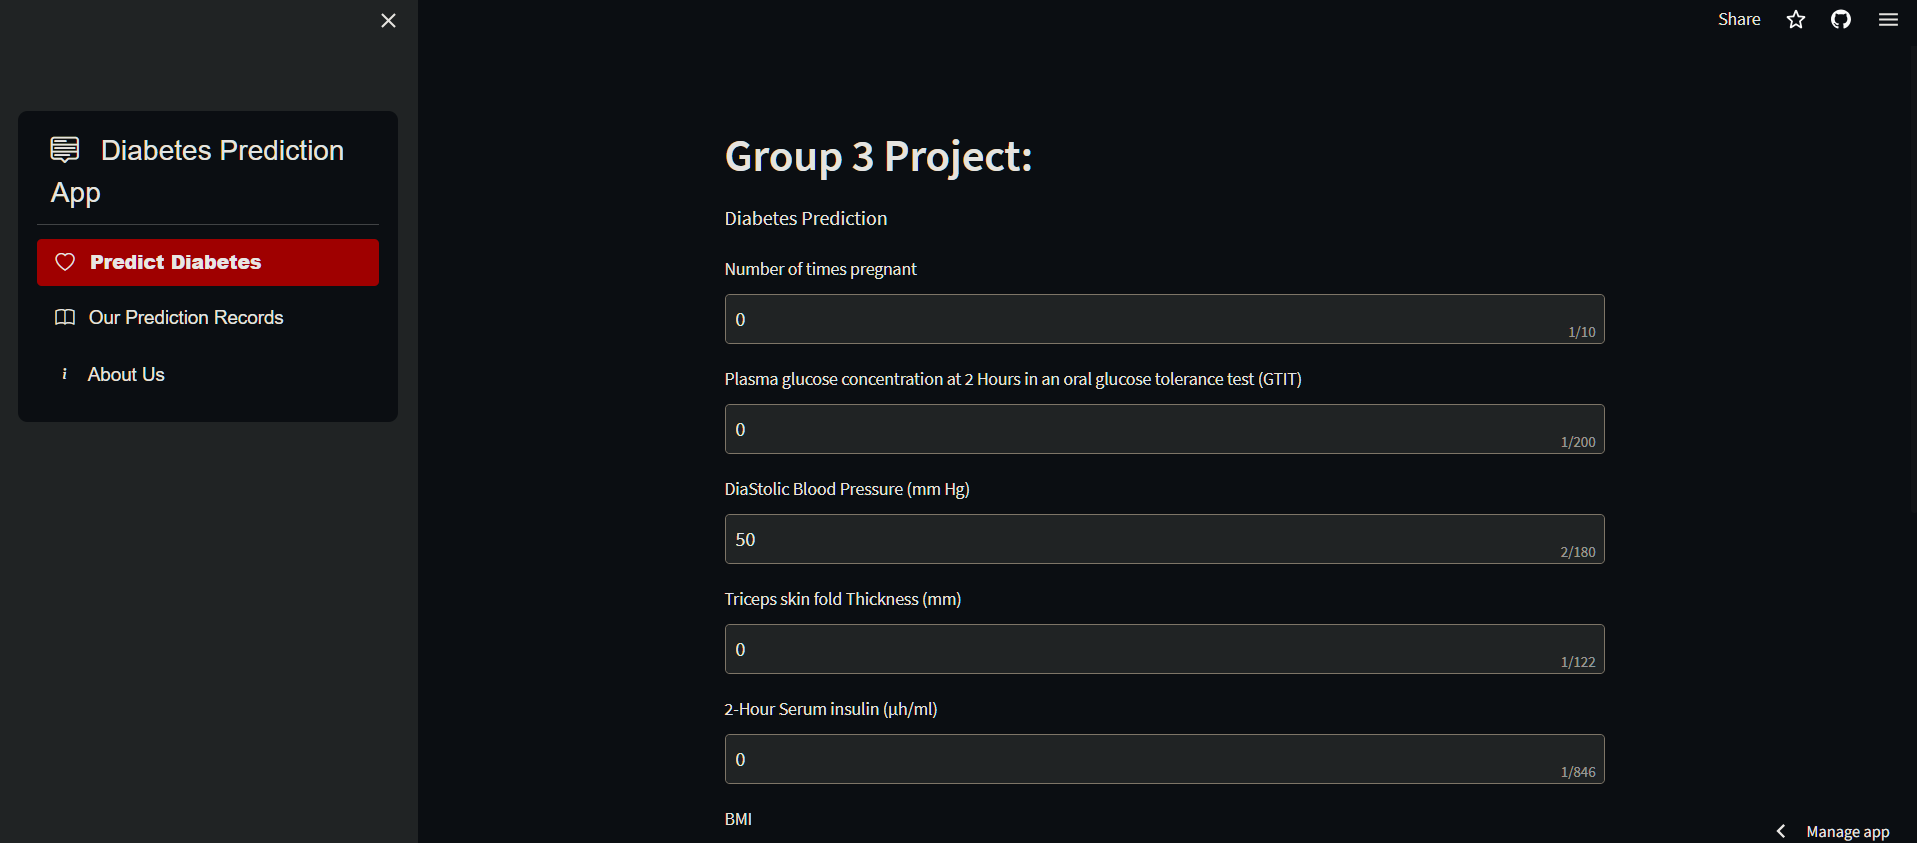 Share
Diabetes Prediction
App
Predict Diabetes
Our Prediction Records
i About Us
Group 3 Project:
Diabetes Prediction
Number of times pregnant
0
1/10
Plasma glucose concentration at 2 Hours in an oral glucose tolerance test (GTIT)
0
1/200
DiaStolic Blood Pressure (mm Hg)
50
2/180
Triceps skin fold Thickness (mm)
0
1/122
2-Hour Serum insulin (µh/ml)
0
1/846
BMI
Manage app